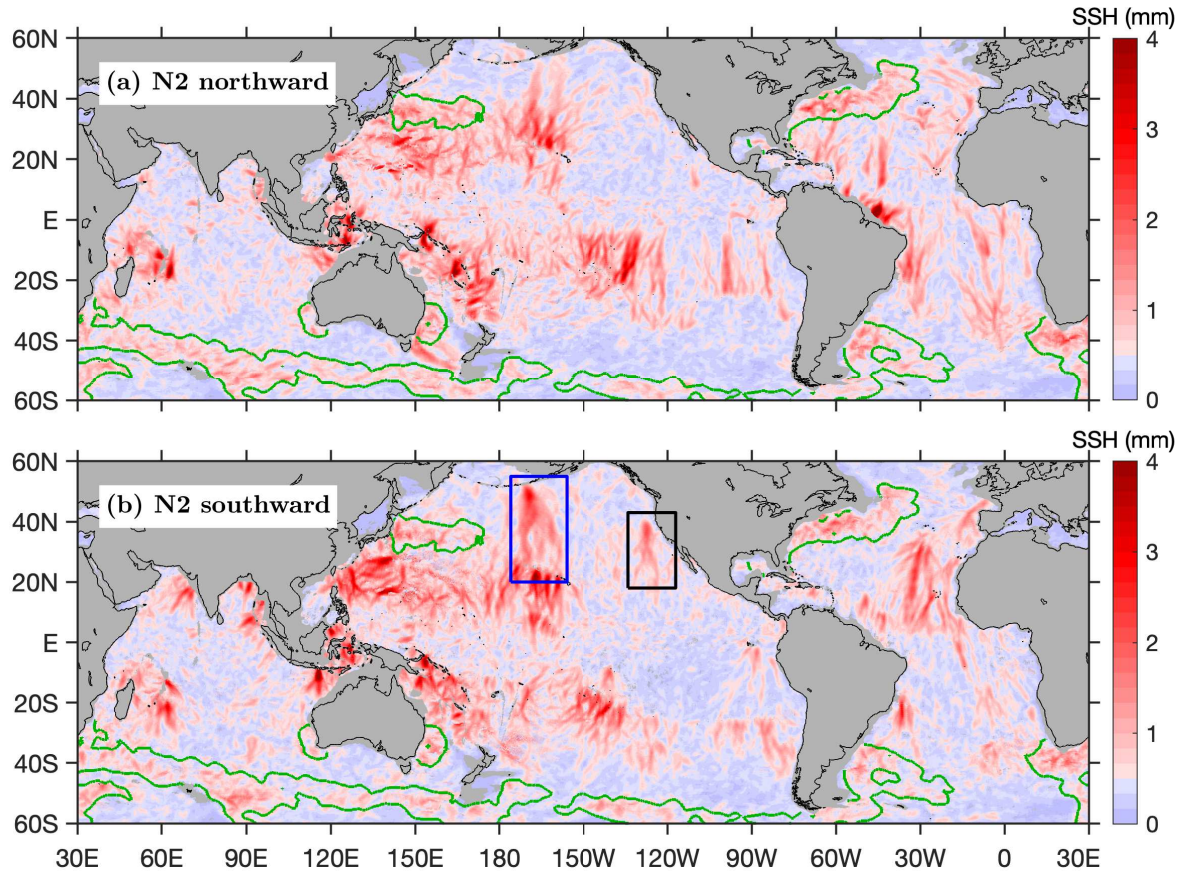 SSH (mm)
60N
40N
20N
E
20S
40S
60S
(a) N2 northward
4
3
2
1
0
SSH (mm)
60N
40N
20N
E
20S
40S
60S
(b) N2 southward
4
3
2
1
0
30E 60E 90E 120E 150E 180 150W 120W 90W 60W 30W 0 30E